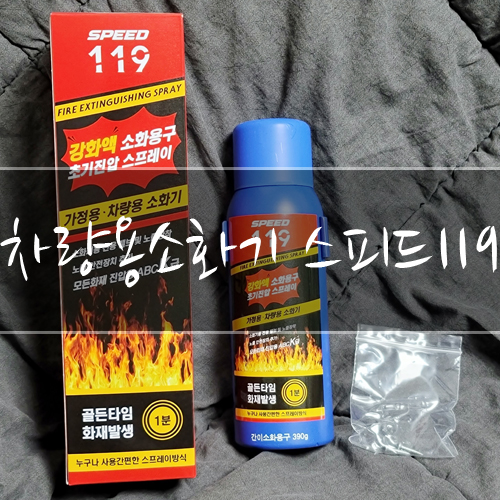 SPEED
119
FIRE EXTINGUISHING SPRAY
강화액 소화용구
초기진압 스프레이
가정용·차량용 소화기
모든화재 진압
골든타임
화재발생
1분
누구나 사용간편한 스프레이방식
차량용소화기 스피드119
SPEED
119
FIRE EXTINGUISHING SPRAY
강화액 소화용구
초기진압 스프레이
가정용·차량용 소화기
골든타임
화재발생
1분
누구나 사용간편한 스프레이방식
간이소화용구 390g